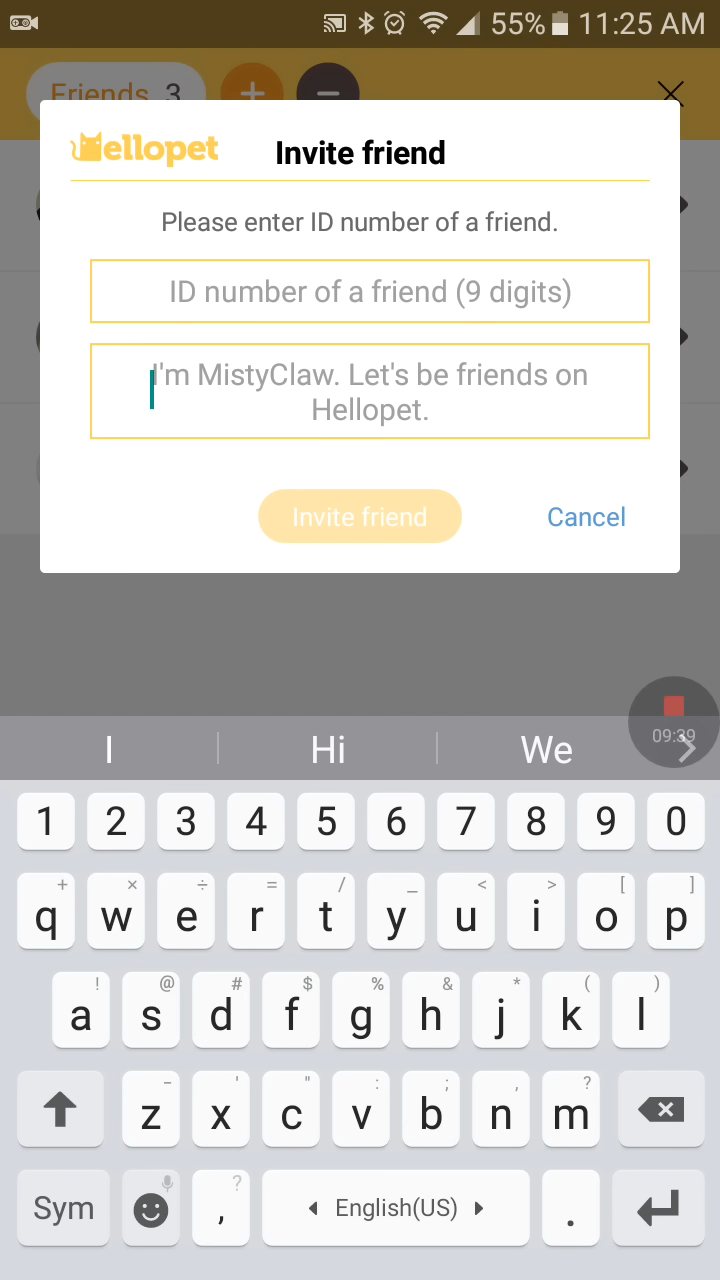 55% 11:25 AM
Friends 3 + −
Hellopet Invite friend
Please enter ID number of a friend.
ID number of a friend (9 digits)
I'm MistyClaw. Let's be friends on
Hellopet.
Invite friend Cancel
09:39
I Hi We
1 2 3 4 5 6 7 8 9 0
+ × ÷ = / _ < > [ ]
q w e r t y u i o p
! @ # $ % & * ( )
a s d f g h j k l
- ' " : ; , ?
z x c v b n m
?
Sym , English(US) .